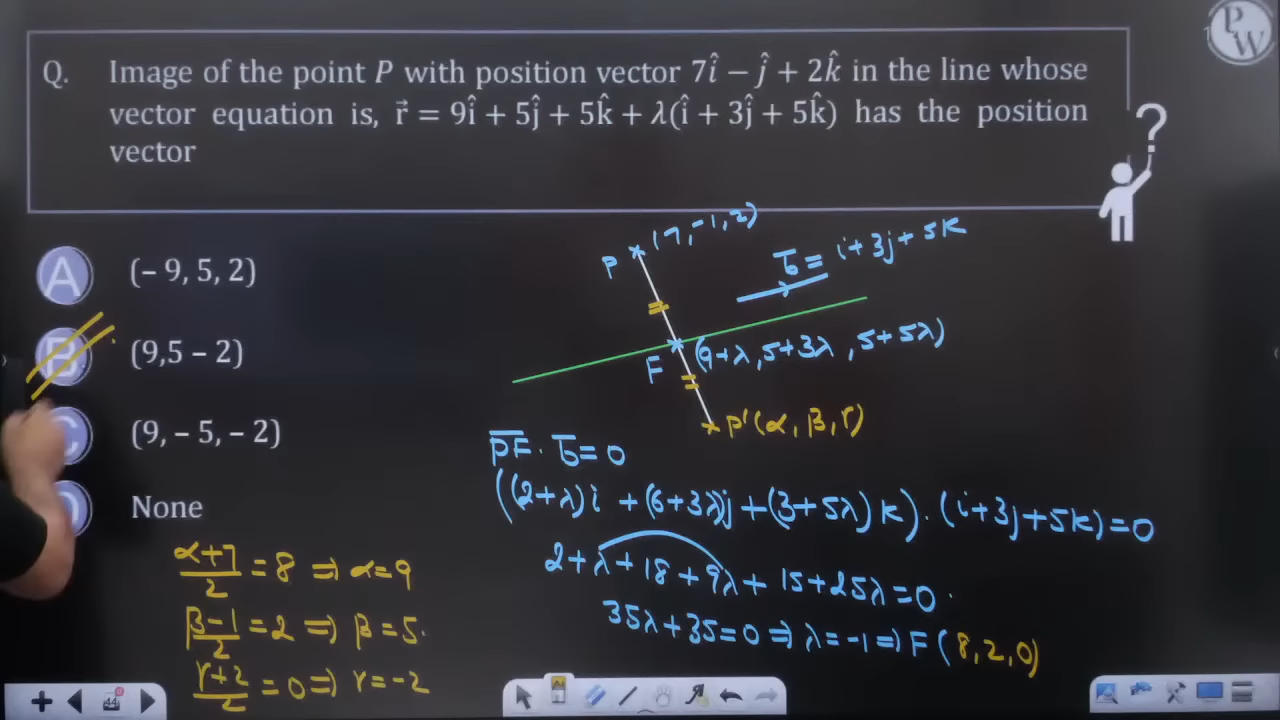 PW
Q. Image of the point P with position vector 7î − ĵ + 2k̂ in the line whose
vector equation is, r⃗ = 9î + 5ĵ + 5k̂ + λ(î + 3ĵ + 5k̂) has the position
vector
?
A (− 9, 5, 2)
B (9,5 − 2)
C (9, − 5, − 2)
D None
P (7,-1,2)
b̄ = i+3j+5k
F (9+λ, 5+3λ, 5+5λ)
P'(α, β, γ)
P̄F̄ . b̄ = 0
((2+λ)i + (6+3λ)j + (3+5λ)k) . (i+3j+5k) = 0
2+λ+18+9λ+15+25λ=0.
35λ+35=0 ⇒ λ=-1 ⇒ F(8,2,0)
(α+7)/2 = 8 ⇒ α=9
(β-1)/2 = 2 ⇒ β=5.
(γ+2)/2 = 0 ⇒ γ=-2
44